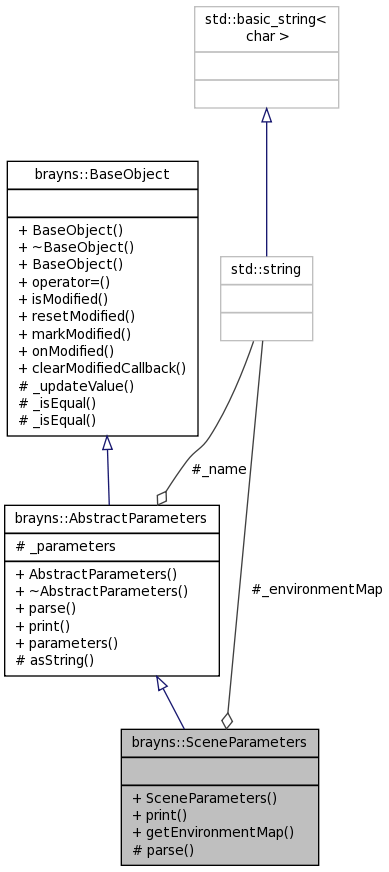 std::basic_string<
char >
brayns::BaseObject
+ BaseObject()
+ ~BaseObject()
+ BaseObject()
+ operator=()
+ isModified()
+ resetModified()
+ markModified()
+ onModified()
+ clearModifiedCallback()
# _updateValue()
# _isEqual()
# _isEqual()
std::string
#_name
brayns::AbstractParameters
# _parameters
+ AbstractParameters()
+ ~AbstractParameters()
+ parse()
+ print()
+ parameters()
# asString()
#_environmentMap
brayns::SceneParameters
+ SceneParameters()
+ print()
+ getEnvironmentMap()
# parse()